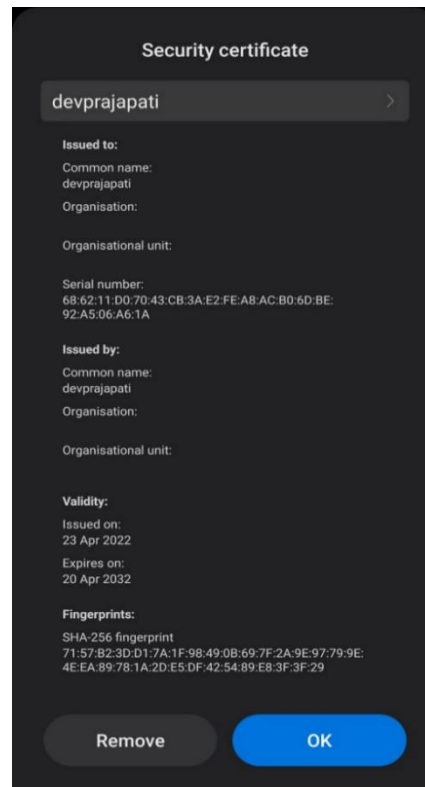 Security certificate
devprajapati
Issued to:
Common name:
devprajapati
Organisation:
Organisational unit:
Serial number:
68:62:11:D0:70:43:CB:3A:E2:FE:A8:AC:B0:6D:BE:
92:A5:06:A6:1A
Issued by:
Common name:
devprajapati
Organisation:
Organisational unit:
Validity:
Issued on:
23 Apr 2022
Expires on:
20 Apr 2032
Fingerprints:
SHA-256 fingerprint
71:57:B2:3D:D1:7A:1F:98:49:0B:69:7F:2A:9E:97:79:9E:
4E:EA:89:78:1A:2D:E5:DF:42:54:89:E8:3F:3F:29
Remove
OK